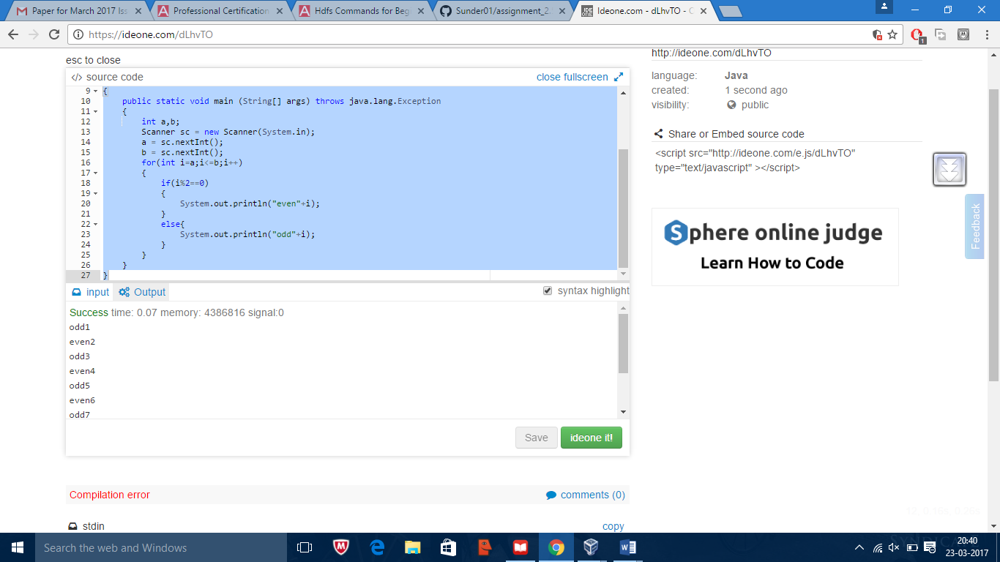 Paper for March 2017 Iss
Professional Certification
Hdfs Commands for Beg
Sunder01/assignment_2.
Ideone.com - dLhvTO - C
https://ideone.com/dLhvTO
1
esc to close
</> source code
close fullscreen
9 {
10 public static void main (String[] args) throws java.lang.Exception
11 {
12 int a,b;
13 Scanner sc = new Scanner(System.in);
14 a = sc.nextInt();
15 b = sc.nextInt();
16 for(int i=a;i<=b;i++)
17 {
18 if(i%2==0)
19 {
20 System.out.println("even"+i);
21 }
22 else{
23 System.out.println("odd"+i);
24 }
25 }
26 }
27 }
input Output
syntax highlight
Success time: 0.07 memory: 4386816 signal:0
odd1
even2
odd3
even4
odd5
even6
odd7
Save
ideone it!
Compilation error
comments (0)
stdin
copy
http://ideone.com/dLhvTO
language: Java
created: 1 second ago
visibility: public
Share or Embed source code
<script src="http://ideone.com/e.js/dLhvTO"
type="text/javascript" ></script>
Sphere online judge
Learn How to Code
Feedback
Search the web and Windows
20:40
23-03-2017